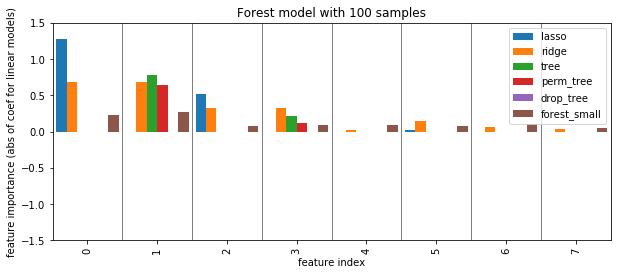 Forest model with 100 samples
feature importance (abs of coef for linear models)
1.5
1.0
0.5
0.0
−0.5
−1.0
−1.5
lasso
ridge
tree
perm_tree
drop_tree
forest_small
0 1 2 3 4 5 6 7
feature index